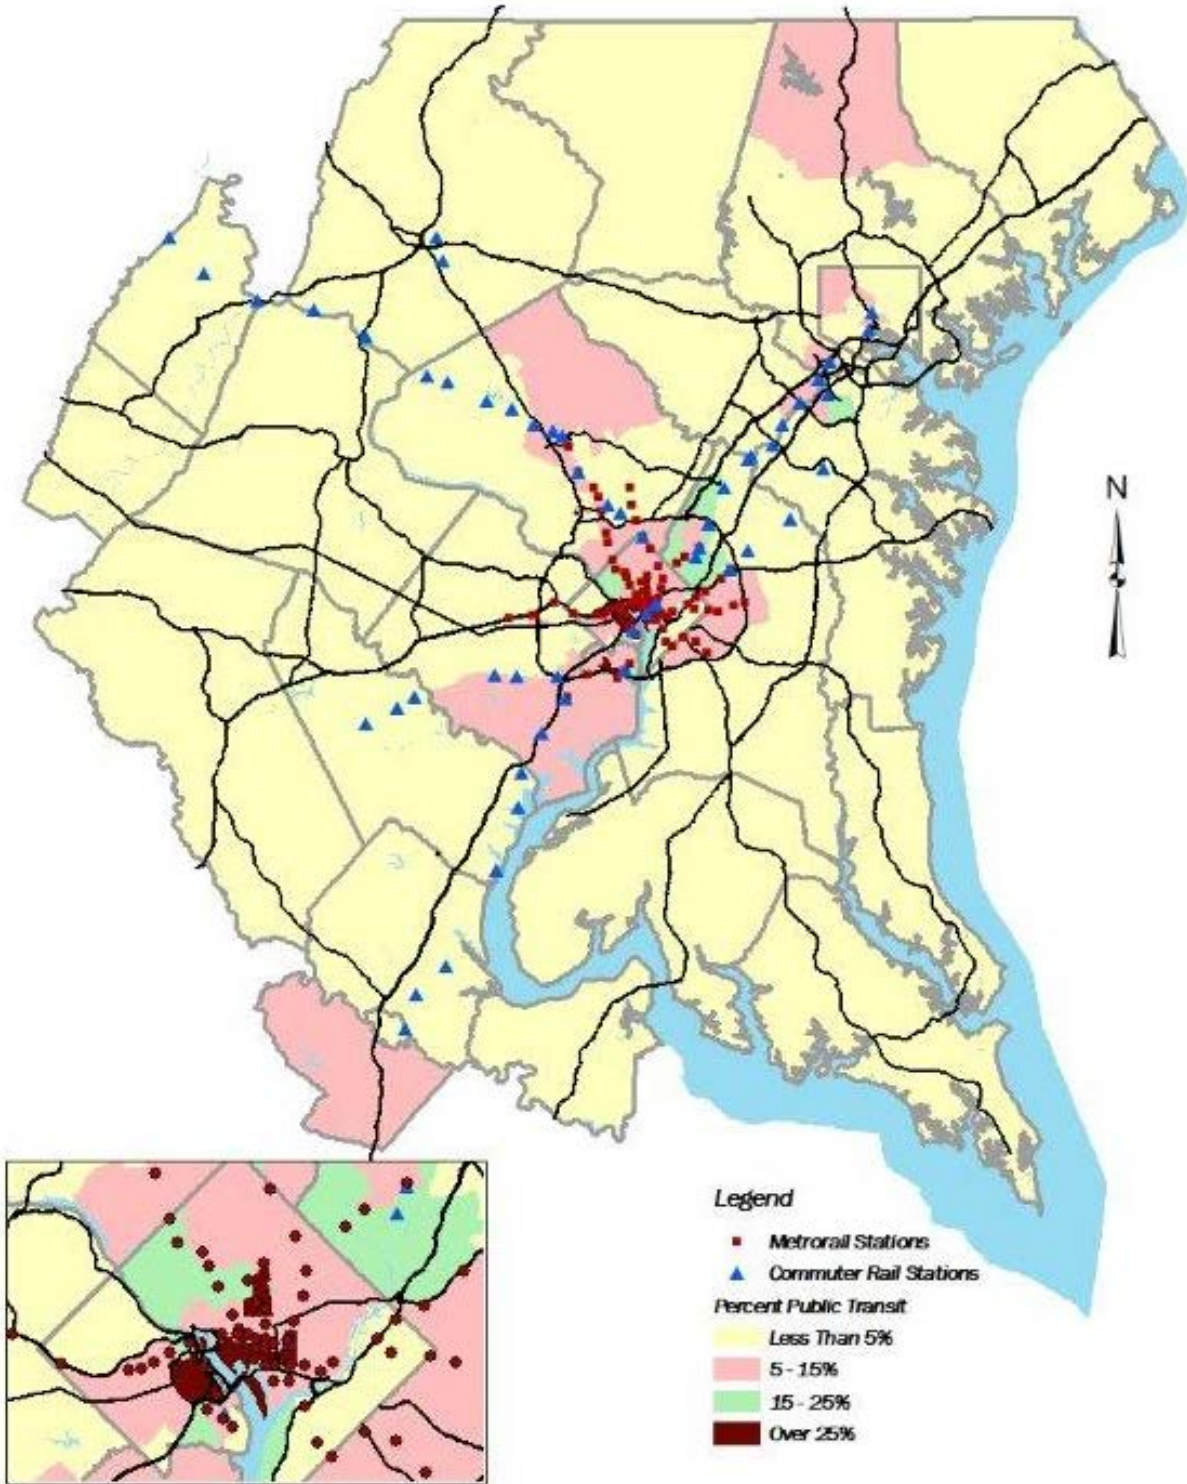 N
Legend
Metrorail Stations
Commuter Rail Stations
Percent Public Transit
Less Than 5%
5 - 15%
15 - 25%
Over 25%